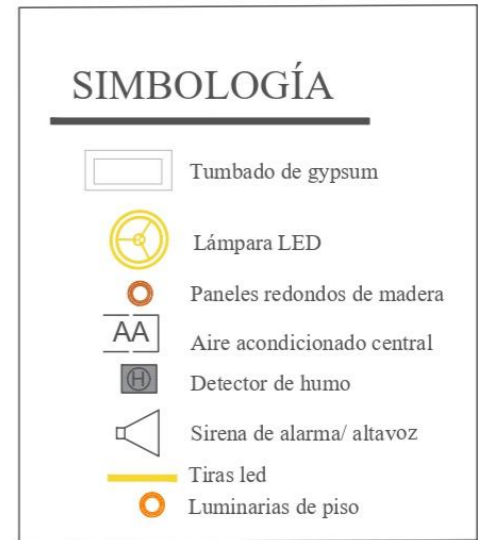 SIMBOLOGÍA
Tumbado de gypsum
Lámpara LED
Paneles redondos de madera
AA Aire acondicionado central
H Detector de humo
Sirena de alarma/ altavoz
Tiras led
Luminarias de piso